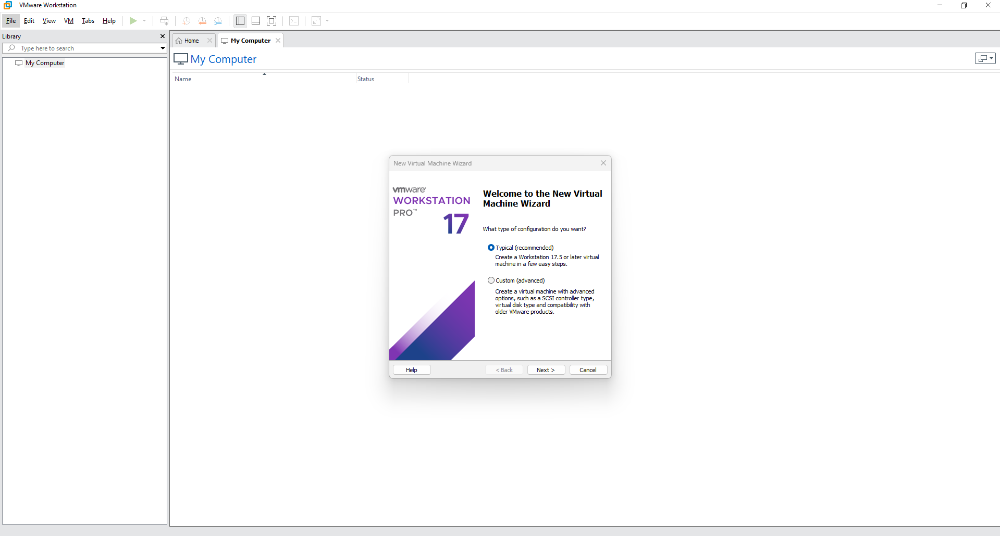 VMware Workstation
File Edit View VM Tabs Help
Library
Type here to search
My Computer
Home
My Computer
My Computer
Name Status
New Virtual Machine Wizard
vmware®
WORKSTATION
PRO™
17
Welcome to the New Virtual
Machine Wizard
What type of configuration do you want?
Typical (recommended)
Create a Workstation 17.5 or later virtual
machine in a few easy steps.
Custom (advanced)
Create a virtual machine with advanced
options, such as a SCSI controller type,
virtual disk type and compatibility with
older VMware products.
Help < Back Next > Cancel